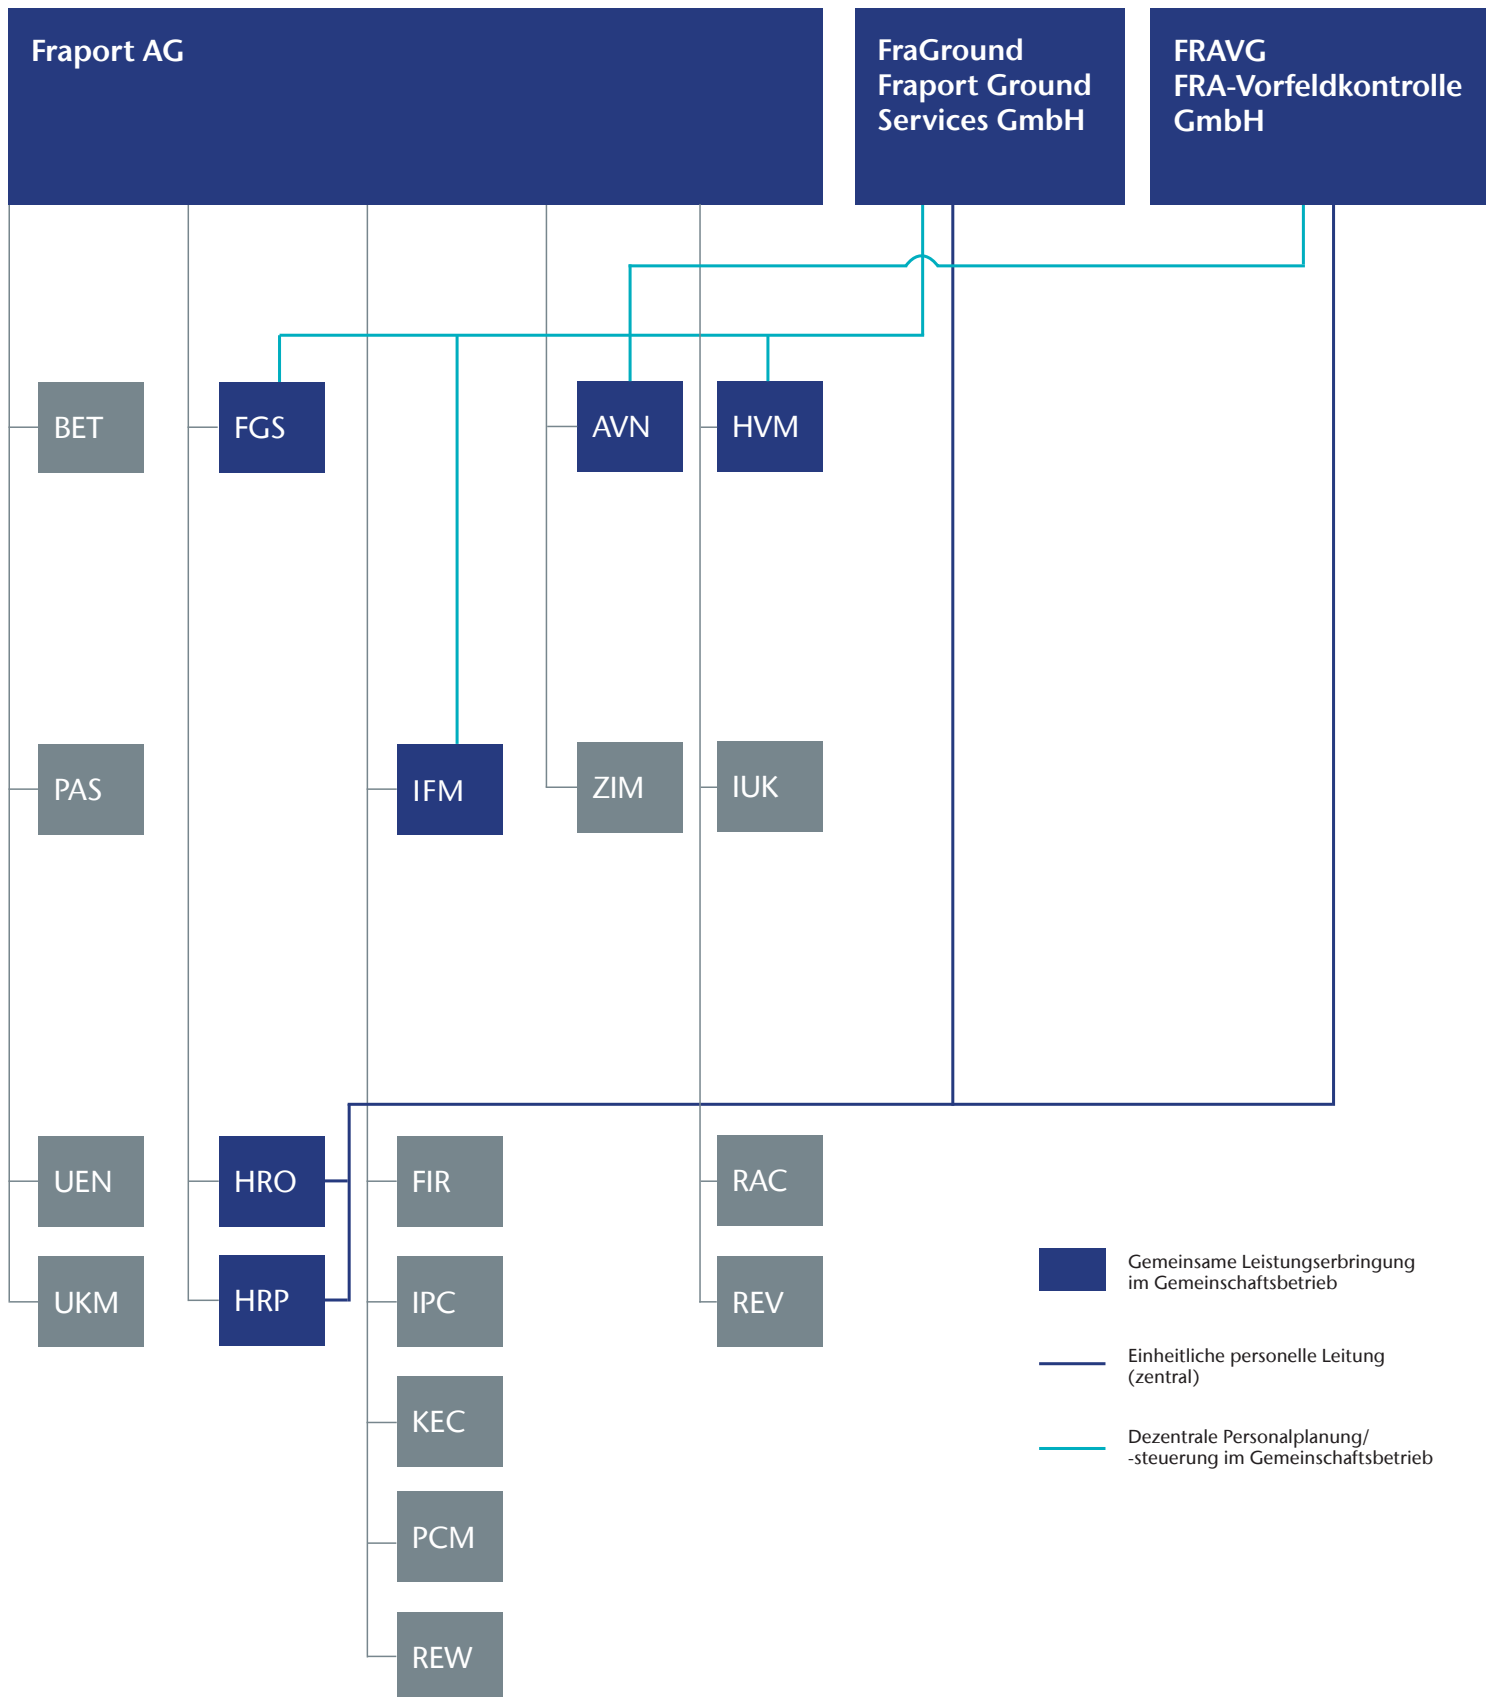 Fraport AG
FraGround
Fraport Ground
Services GmbH
FRAVG
FRA-Vorfeldkontrolle
GmbH
BET
FGS
AVN
HVM
PAS
IFM
ZIM
IUK
UEN
HRO
FIR
RAC
UKM
HRP
IPC
REV
KEC
PCM
REW
Gemeinsame Leistungserbringung
im Gemeinschaftsbetrieb
Einheitliche personelle Leitung
(zentral)
Dezentrale Personalplanung/
-steuerung im Gemeinschaftsbetrieb